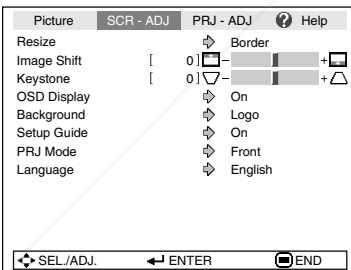 Picture SCR - ADJ PRJ - ADJ ? Help
Resize Border
Image Shift [ 0 ] - +
Keystone [ 0 ] - +
OSD Display On
Background Logo
Setup Guide On
PRJ Mode Front
Language English
SEL./ADJ. ENTER END